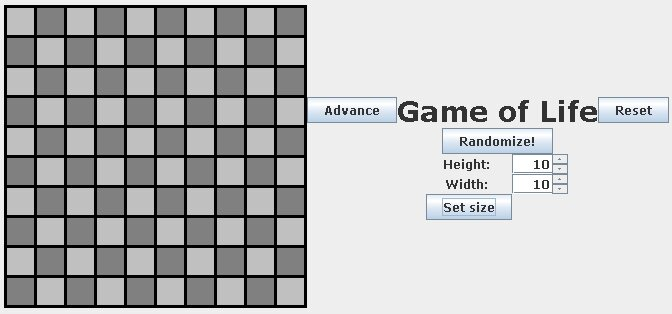 Advance Game of Life Reset
Randomize!
Height: 10
Width: 10
Set size